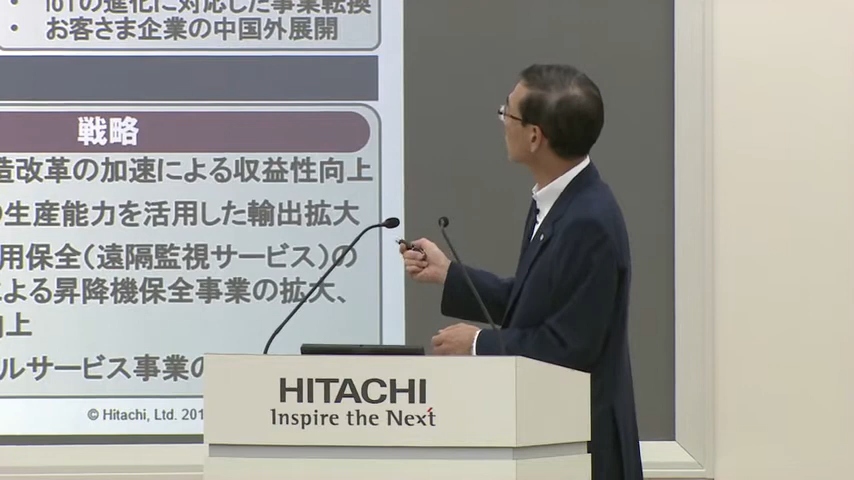 • IoTの進化に対応した事業転換
• お客さま企業の中国外展開
戦略
造改革の加速による収益性向上
生産能力を活用した輸出拡大
用保全(遠隔監視サービス)の
よる昇降機保全事業の拡大、
向上
ルサービス事業の
© Hitachi, Ltd. 201
HITACHI
Inspire the Next